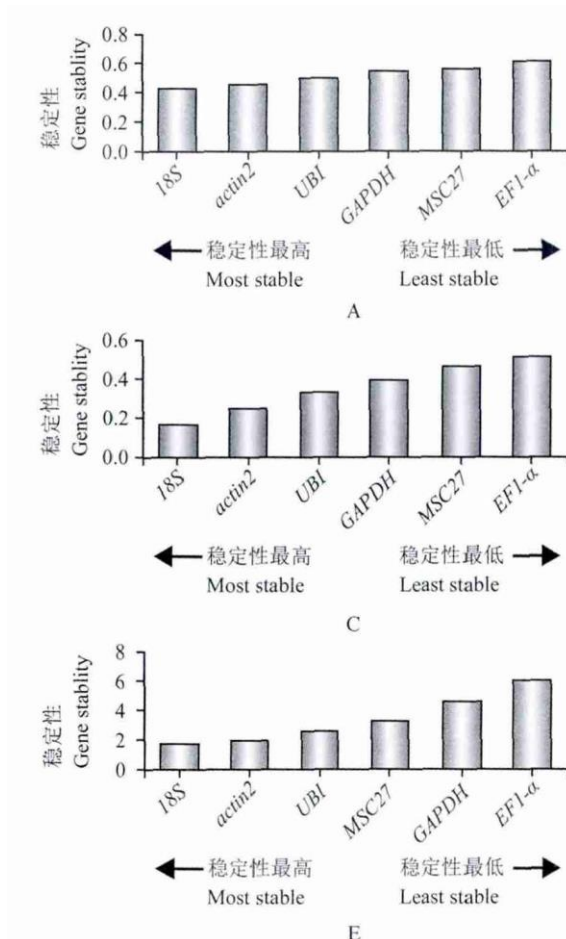 稳定性
Gene stablity
0.8
0.6
0.4
0.2
0.0
18S
actin2
UBI
GAPDH
MSC27
EF1-α
稳定性最高
Most stable
稳定性最低
Least stable
A
稳定性
Gene stablity
0.6
0.4
0.2
0.0
18S
actin2
UBI
GAPDH
MSC27
EF1-α
稳定性最高
Most stable
稳定性最低
Least stable
C
稳定性
Gene stablity
8
6
4
2
0
18S
actin2
UBI
MSC27
GAPDH
EF1-α
稳定性最高
Most stable
稳定性最低
Least stable
E